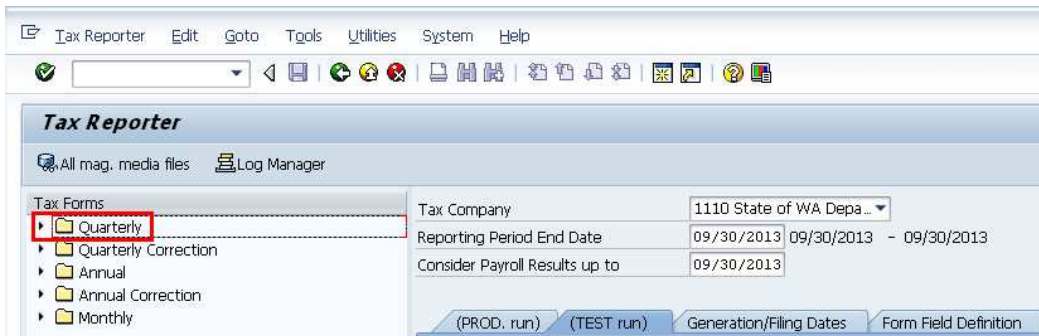 Tax Reporter Edit Goto Tools Utilities System Help
Tax Reporter
All mag. media files Log Manager
Tax Forms
Quarterly
Quarterly Correction
Annual
Annual Correction
Monthly
Tax Company 1110 State of WA Depa..
Reporting Period End Date 09/30/2013 09/30/2013 - 09/30/2013
Consider Payroll Results up to 09/30/2013
(PROD. run) (TEST run) Generation/Filing Dates Form Field Definition